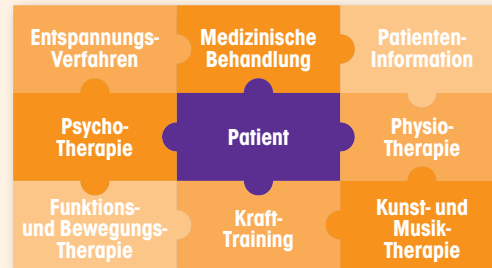 Entspannungs-
Verfahren
Medizinische
Behandlung
Patienten-
Information
Psycho-
Therapie
Patient
Physio-
Therapie
Funktions-
und Bewegungs-
Therapie
Kraft-
Training
Kunst- und
Musik-
Therapie